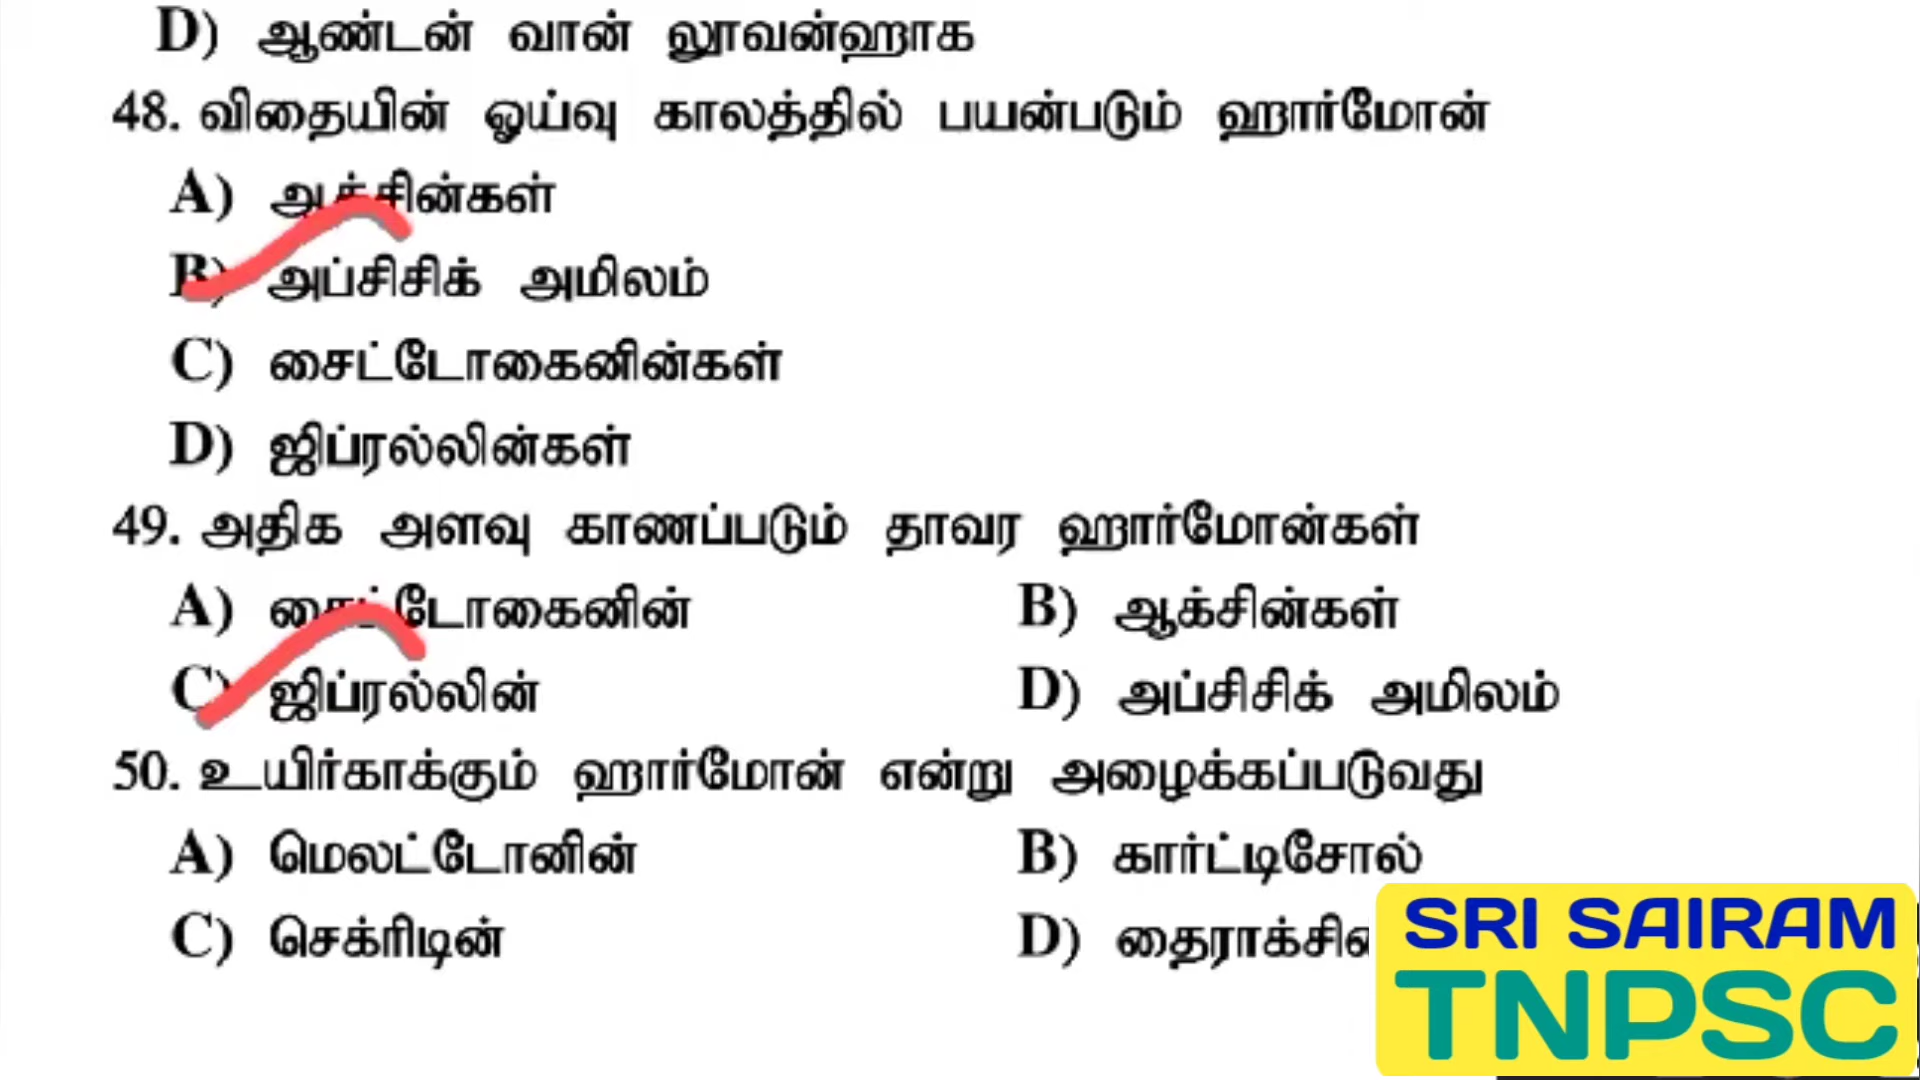 D) ஆண்டன் வான் லூவன்ஹாக
48. விதையின் ஓய்வு காலத்தில் பயன்படும் ஹார்மோன்
A) அக்சின்கள்
B) அப்சிசிக் அமிலம்
C) சைட்டோகைனின்கள்
D) ஜிப்ரல்லின்கள்
49. அதிக அளவு காணப்படும் தாவர ஹார்மோன்கள்
A) சைட்டோகைனின் B) ஆக்சின்கள்
C) ஜிப்ரல்லின் D) அப்சிசிக் அமிலம்
50. உயிர்காக்கும் ஹார்மோன் என்று அழைக்கப்படுவது
A) மெலட்டோனின் B) கார்ட்டிசோல்
C) செக்ரிடின் D)
SRI SAIRAM
TNPSC